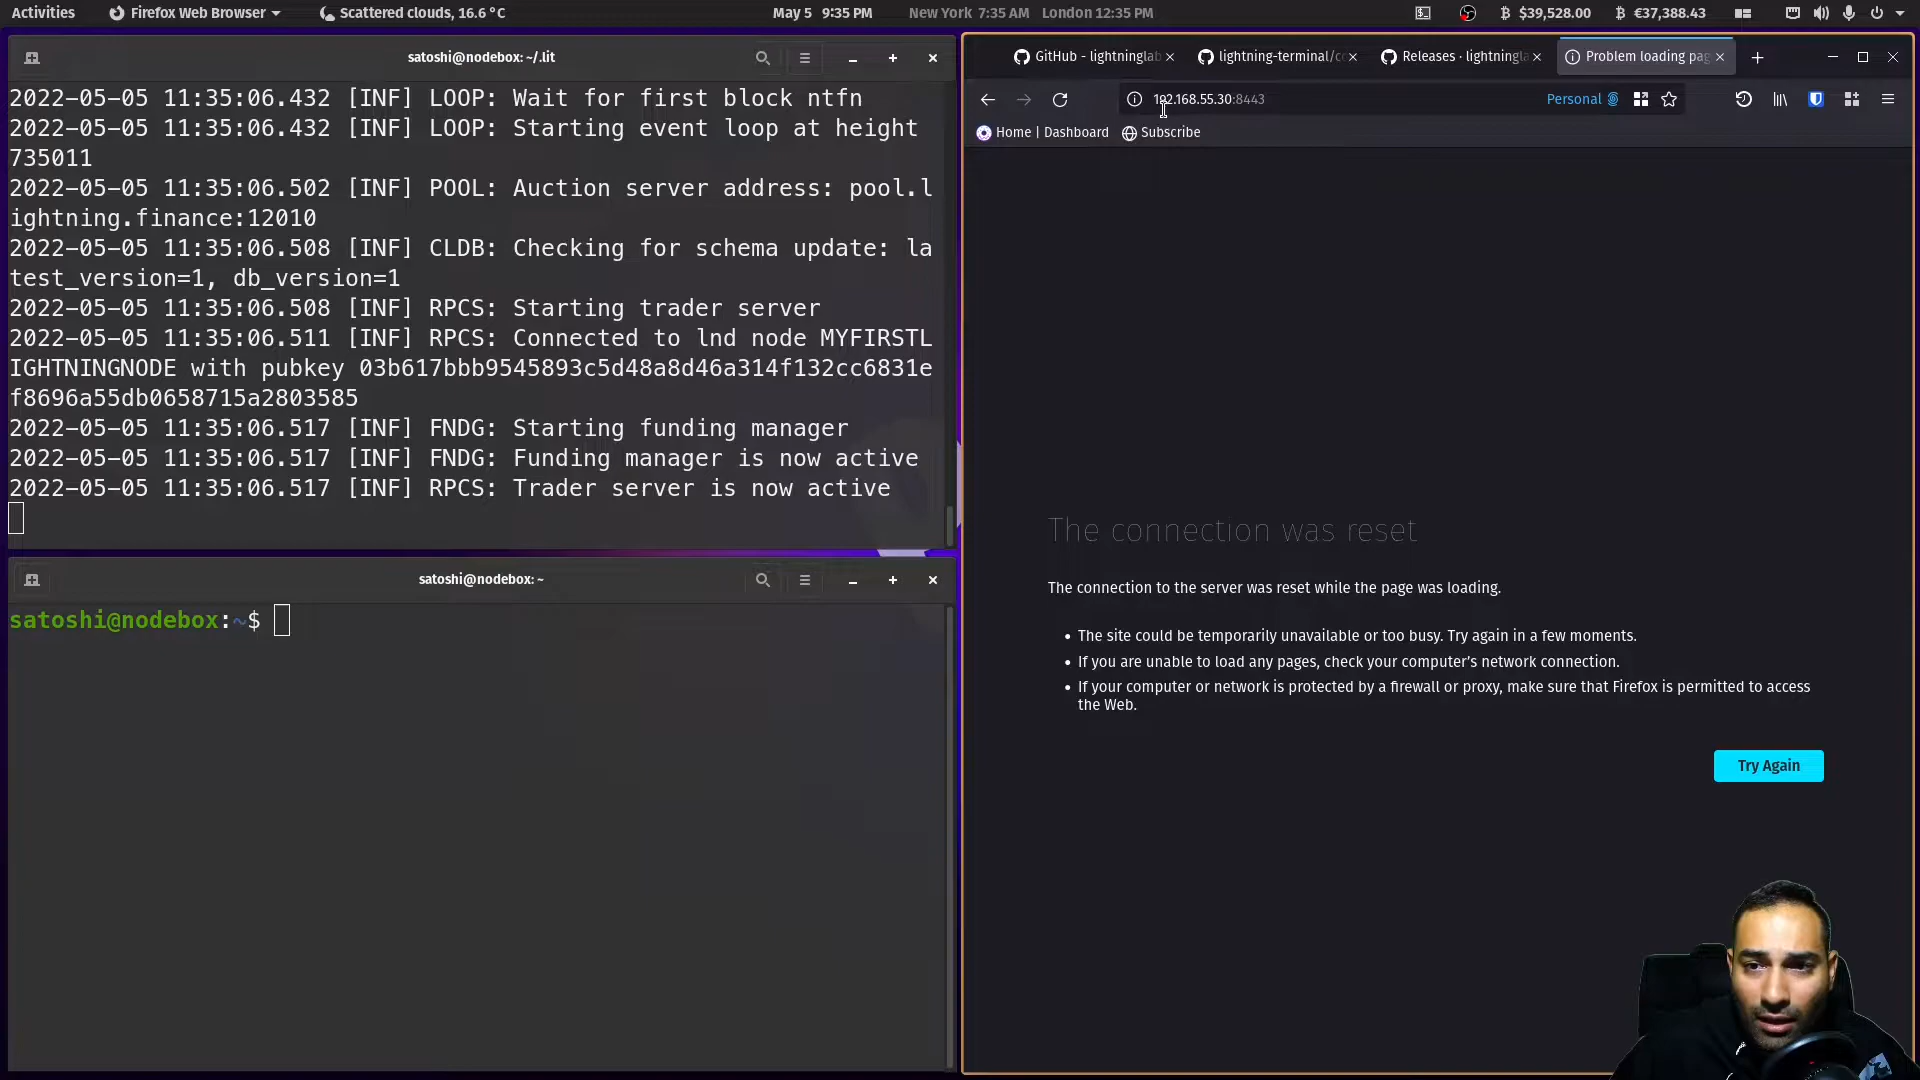 Activities
Firefox Web Browser
Scattered clouds, 16.6 °C
May 5 9:35 PM
New York 7:35 AM London 12:35 PM
$39,528.00
€37,388.43
satoshi@nodebox: ~/.lit
2022-05-05 11:35:06.432 [INF] LOOP: Wait for first block ntfn
2022-05-05 11:35:06.432 [INF] LOOP: Starting event loop at height
735011
2022-05-05 11:35:06.502 [INF] POOL: Auction server address: pool.l
ightning.finance:12010
2022-05-05 11:35:06.508 [INF] CLDB: Checking for schema update: la
test_version=1, db_version=1
2022-05-05 11:35:06.508 [INF] RPCS: Starting trader server
2022-05-05 11:35:06.511 [INF] RPCS: Connected to lnd node MYFIRSTL
IGHTNINGNODE with pubkey 03b617bbb9545893c5d48a8d46a314f132cc6831e
f8696a55db0658715a2803585
2022-05-05 11:35:06.517 [INF] FNDG: Starting funding manager
2022-05-05 11:35:06.517 [INF] FNDG: Funding manager is now active
2022-05-05 11:35:06.517 [INF] RPCS: Trader server is now active
satoshi@nodebox: ~
satoshi@nodebox:~$
GitHub - lightninglab
lightning-terminal/co
Releases · lightningla
Problem loading pag
192.168.55.30:8443
Personal
Home | Dashboard
Subscribe
The connection was reset
The connection to the server was reset while the page was loading.
• The site could be temporarily unavailable or too busy. Try again in a few moments.
• If you are unable to load any pages, check your computer's network connection.
• If your computer or network is protected by a firewall or proxy, make sure that Firefox is permitted to access
the Web.
Try Again